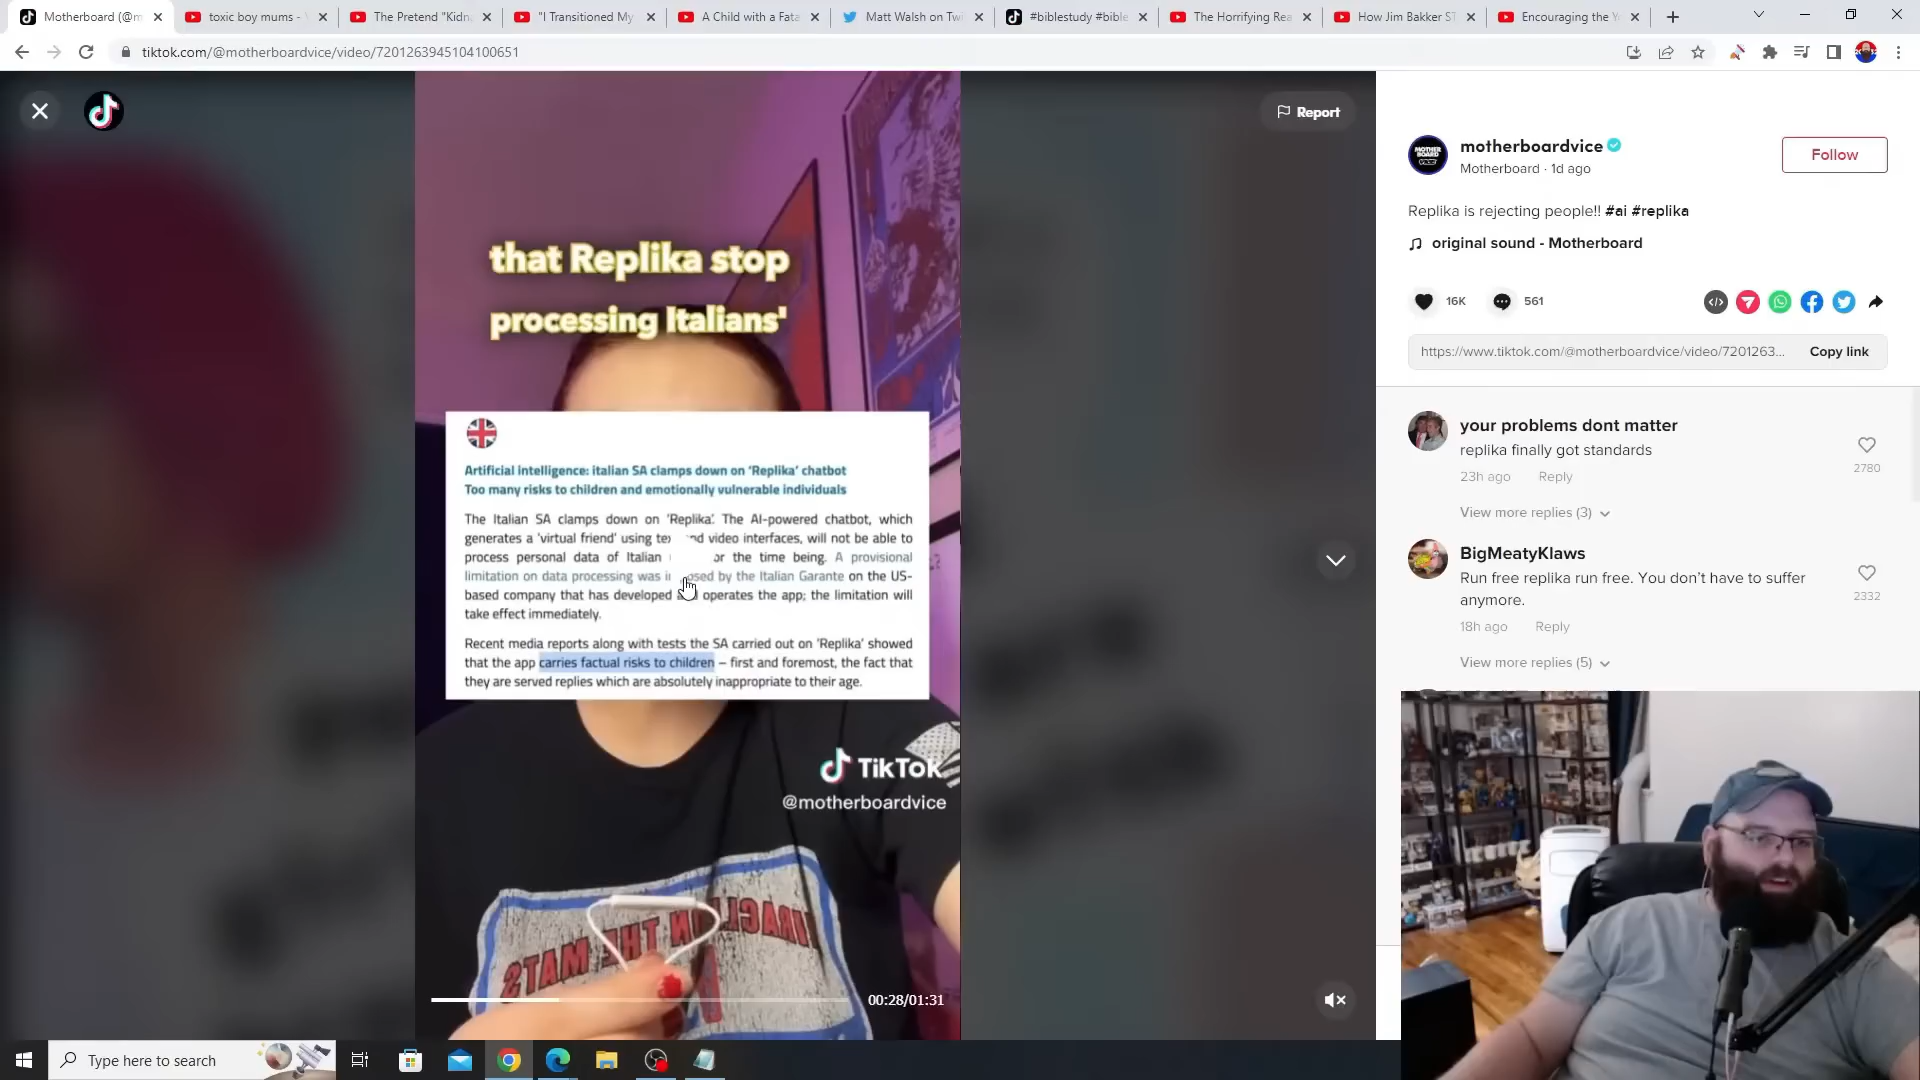 Motherboard (@m
toxic boy mums -
The Pretend "Kidn
"I Transitioned My
A Child with a Fata
Matt Walsh on Twi
#biblestudy #bible
The Horrifying Rea
How Jim Bakker ST
Encouraging the Y
tiktok.com/@motherboardvice/video/7201263945104100651
Report
that Replika stop
processing Italians'
Artificial intelligence: italian SA clamps down on 'Replika' chatbot
Too many risks to children and emotionally vulnerable individuals
The Italian SA clamps down on 'Replika'. The AI-powered chatbot, which
generates a 'virtual friend' using and video interfaces, will not be able to
process personal data of Italian the time being. A provisional
limitation on data processing was by the Italian Garante on the US-
based company that has developed operates the app; the limitation will
take effect immediately.
Recent media reports along with tests the SA carried out on 'Replika' showed
that the app carries factual risks to children – first and foremost, the fact that
they are served replies which are absolutely inappropriate to their age.
TikTok
@motherboardvice
MIRACLE ON THE MATS
00:28/01:31
MOTHER
BOARD
VICE
motherboardvice
Motherboard · 1d ago
Follow
Replika is rejecting people!! #ai #replika
original sound - Motherboard
16K
561
https://www.tiktok.com/@motherboardvice/video/7201263...
Copy link
your problems dont matter
replika finally got standards
23h ago Reply
2780
View more replies (3)
BigMeatyKlaws
Run free replika run free. You don't have to suffer
anymore.
2332
18h ago Reply
View more replies (5)
Type here to search